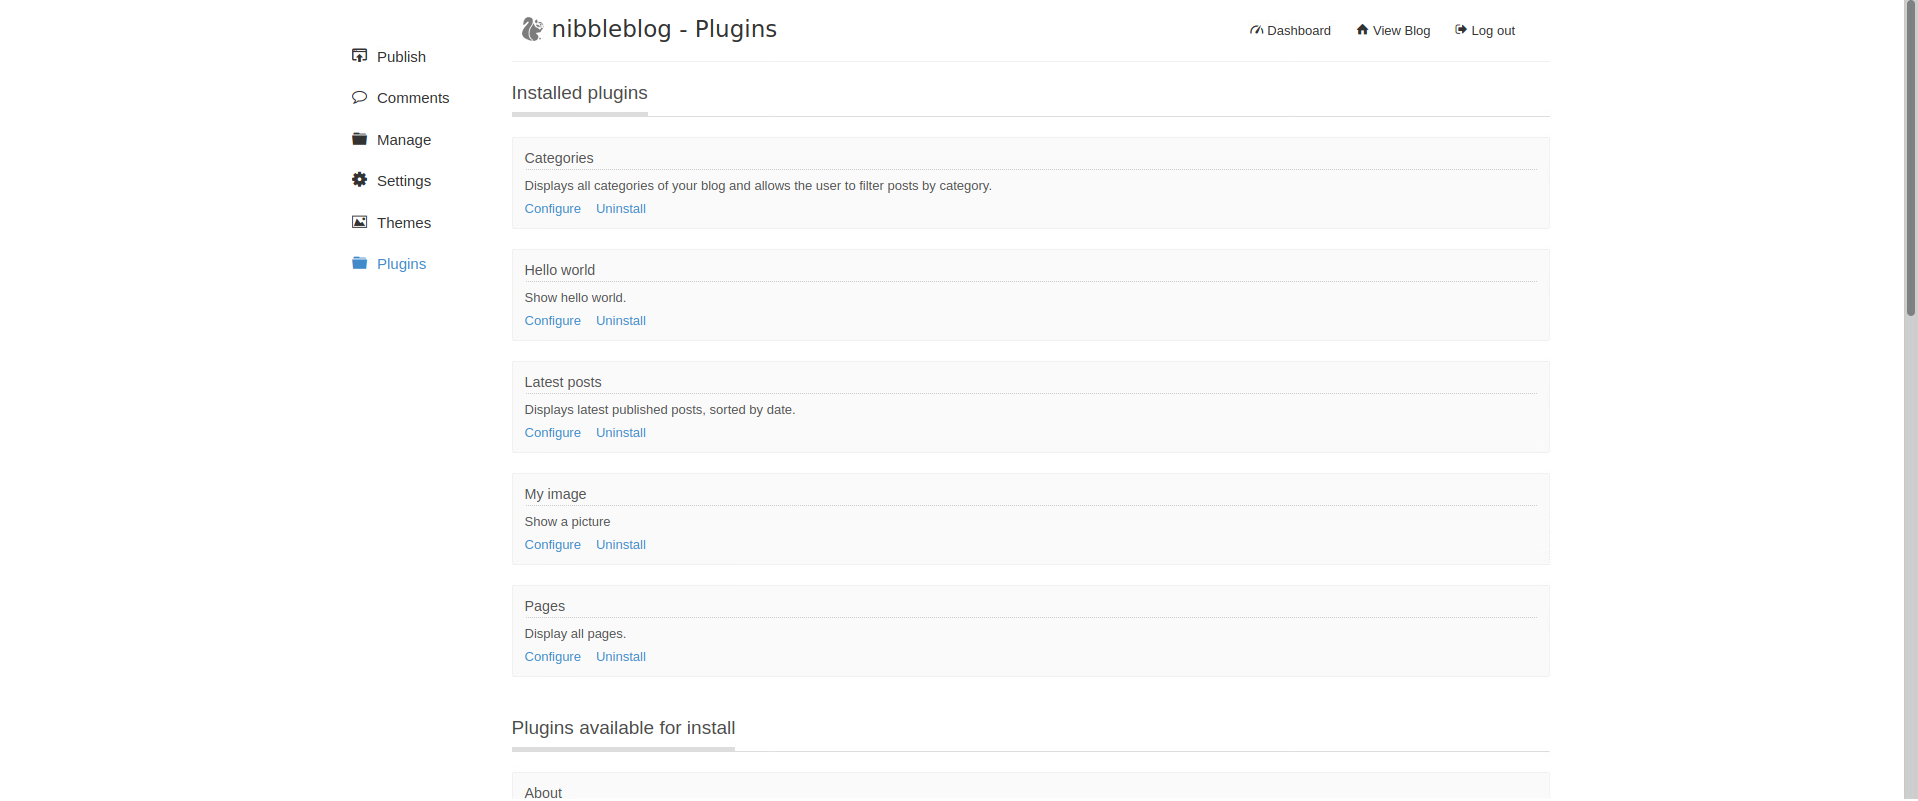 nibbleblog - Plugins
Dashboard View Blog Log out
Publish
Comments
Manage
Settings
Themes
Plugins
Installed plugins
Categories
Displays all categories of your blog and allows the user to filter posts by category.
Configure Uninstall
Hello world
Show hello world.
Configure Uninstall
Latest posts
Displays latest published posts, sorted by date.
Configure Uninstall
My image
Show a picture
Configure Uninstall
Pages
Display all pages.
Configure Uninstall
Plugins available for install
About